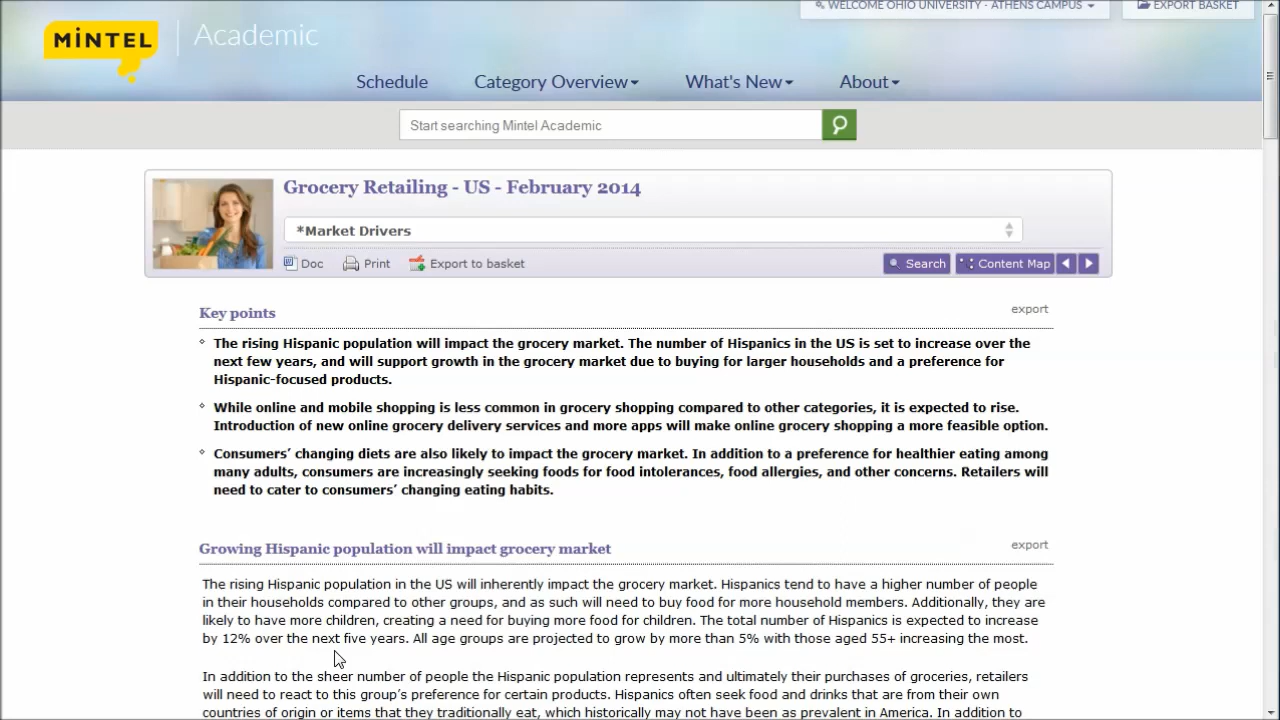 WELCOME OHIO UNIVERSITY - ATHENS CAMPUS
EXPORT BASKET
MiNTEL
Academic
Schedule
Category Overview
What's New
About
Start searching Mintel Academic
Grocery Retailing - US - February 2014
*Market Drivers
Doc
Print
Export to basket
Search
Content Map
Key points
export
The rising Hispanic population will impact the grocery market. The number of Hispanics in the US is set to increase over the
next few years, and will support growth in the grocery market due to buying for larger households and a preference for
Hispanic-focused products.
While online and mobile shopping is less common in grocery shopping compared to other categories, it is expected to rise.
Introduction of new online grocery delivery services and more apps will make online grocery shopping a more feasible option.
Consumers’ changing diets are also likely to impact the grocery market. In addition to a preference for healthier eating among
many adults, consumers are increasingly seeking foods for food intolerances, food allergies, and other concerns. Retailers will
need to cater to consumers’ changing eating habits.
Growing Hispanic population will impact grocery market
export
The rising Hispanic population in the US will inherently impact the grocery market. Hispanics tend to have a higher number of people
in their households compared to other groups, and as such will need to buy food for more household members. Additionally, they are
likely to have more children, creating a need for buying more food for children. The total number of Hispanics is expected to increase
by 12% over the next five years. All age groups are projected to grow by more than 5% with those aged 55+ increasing the most.
In addition to the sheer number of people the Hispanic population represents and ultimately their purchases of groceries, retailers
will need to react to this group’s preference for certain products. Hispanics often seek food and drinks that are from their own
countries of origin or items that they traditionally eat, which historically may not have been as prevalent in America. In addition to